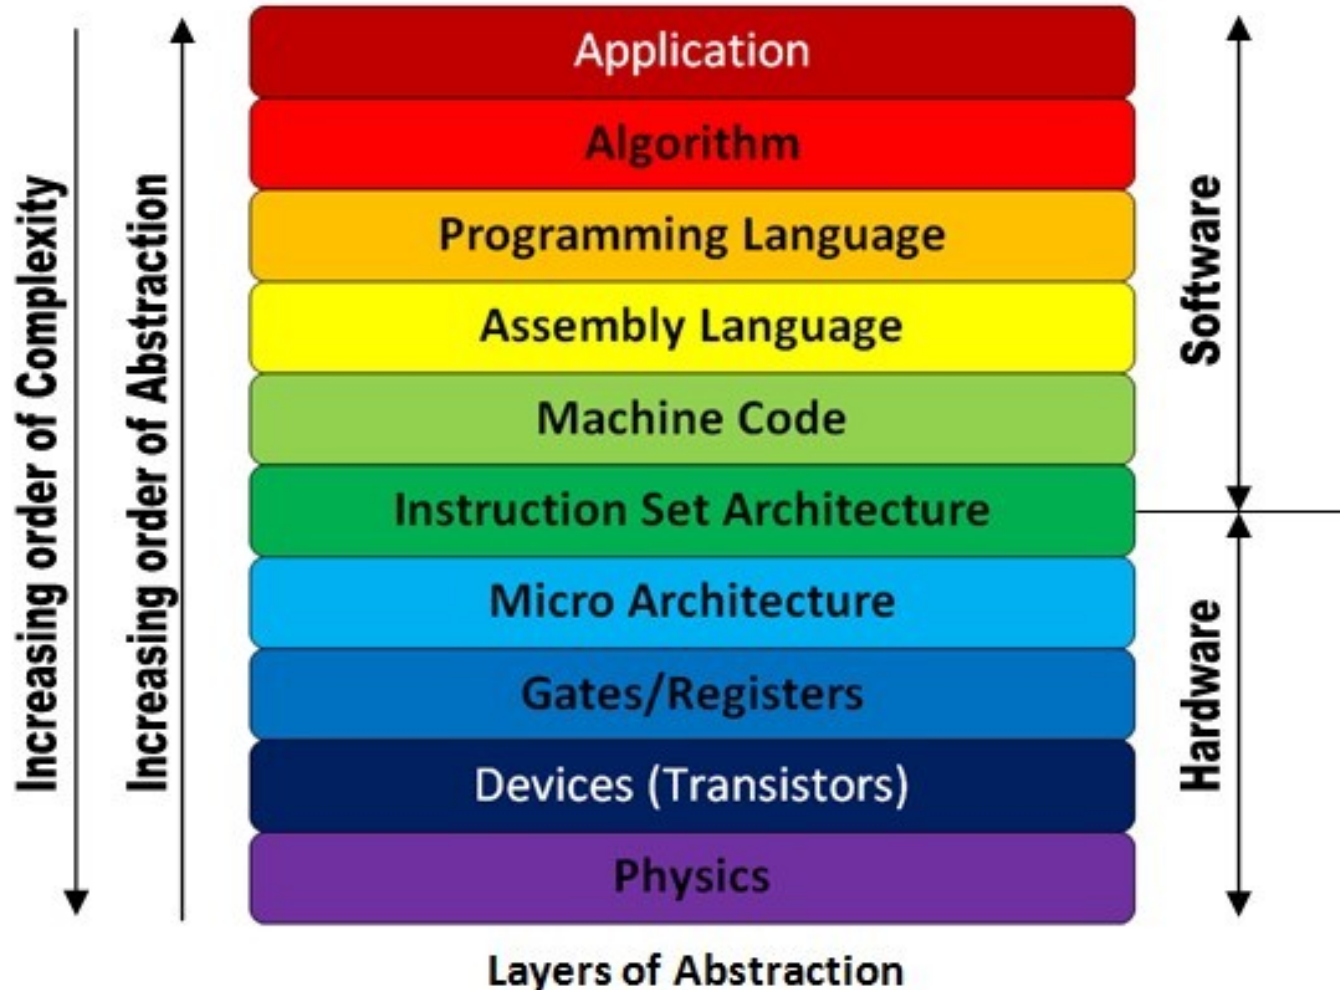 Application
Algorithm
Programming Language
Assembly Language
Machine Code
Instruction Set Architecture
Micro Architecture
Gates/Registers
Devices (Transistors)
Physics
Increasing order of Complexity
Increasing order of Abstraction
Software
Hardware
Layers of Abstraction